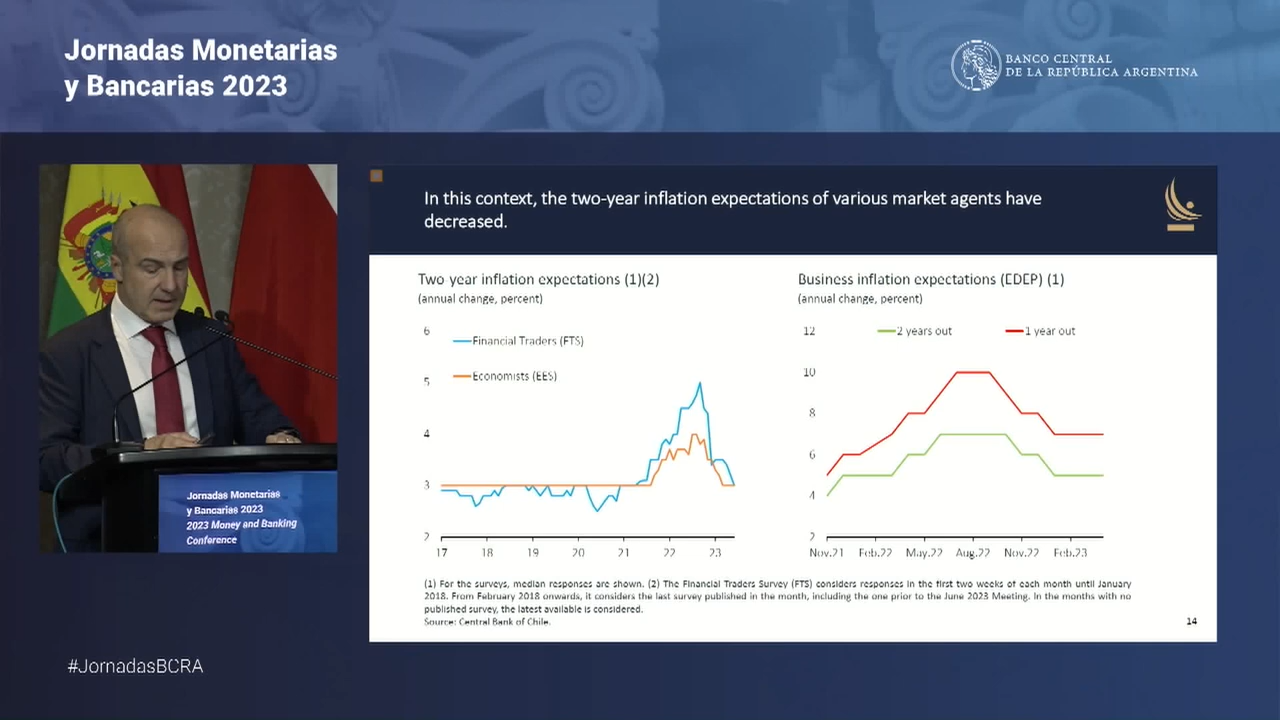 Jornadas Monetarias
y Bancarias 2023
BANCO CENTRAL
DE LA REPÚBLICA ARGENTINA
In this context, the two-year inflation expectations of various market agents have
decreased.
Two year inflation expectations (1)(2)
(annual change, percent)
6
5
4
3
2
Financial Traders (FTS)
Economists (EES)
17 18 19 20 21 22 23
Business inflation expectations (EDEP) (1)
(annual change, percent)
12
10
8
6
4
2
2 years out
1 year out
Nov.21 Feb.22 May.22 Aug.22 Nov.22 Feb.23
(1) For the surveys, median responses are shown. (2) The Financial Traders Survey (FTS) considers responses in the first two weeks of each month until January
2018. From February 2018 onwards, it considers the last survey published in the month, including the one prior to the June 2023 Meeting. In the months with no
published survey, the latest available is considered.
Source: Central Bank of Chile.
14
Jornadas Monetarias
y Bancarias 2023
2023 Money and Banking
Conference
#JornadasBCRA